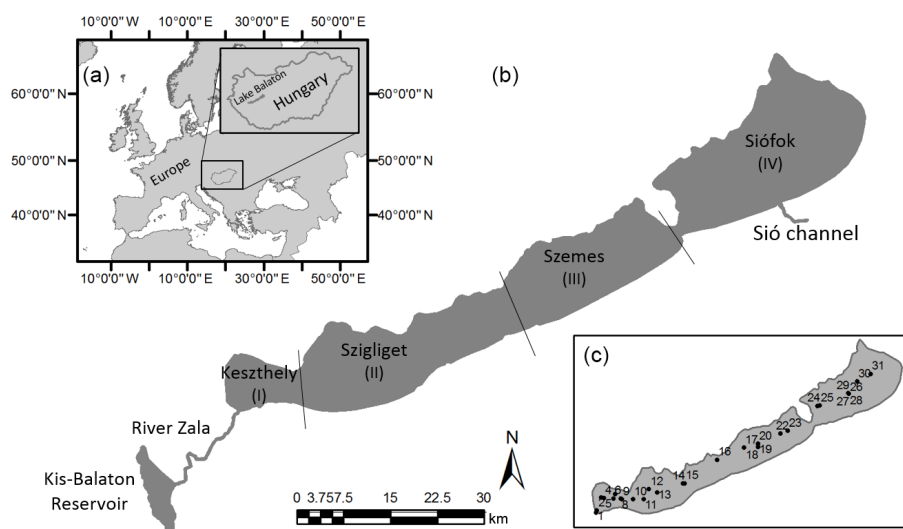 10°0'0"W 10°0'0"E 30°0'0"E 50°0'0"E
(a)
Lake Balaton
Hungary
Europe
60°0'0"N
50°0'0"N
40°0'0"N
60°0'0"N
50°0'0"N
40°0'0"N
10°0'0"W 10°0'0"E 30°0'0"E 50°0'0"E
(b)
Siófok
(IV)
Sió channel
Szemes
(III)
Szigliget
(II)
Keszthely
(I)
River Zala
Kis-Balaton
Reservoir
N
0 3.75 7.5 15 22.5 30
km
(c)
31
30
29 26
27 28
24 25
22 23
20
17
18 19
16
14 15
12
13
10
11
9
8
4 6
25
1